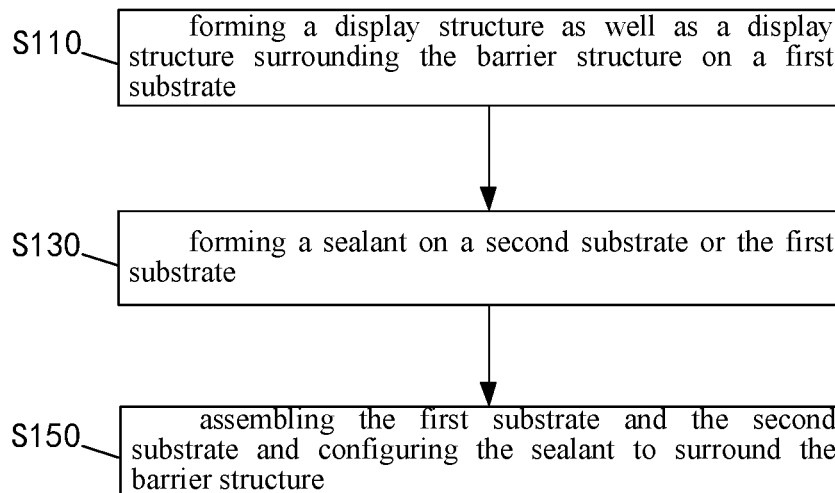 S110
forming a display structure as well as a display
structure surrounding the barrier structure on a first
substrate
S130
forming a sealant on a second substrate or the first
substrate
S150
assembling the first substrate and the second
substrate and configuring the sealant to surround the
barrier structure